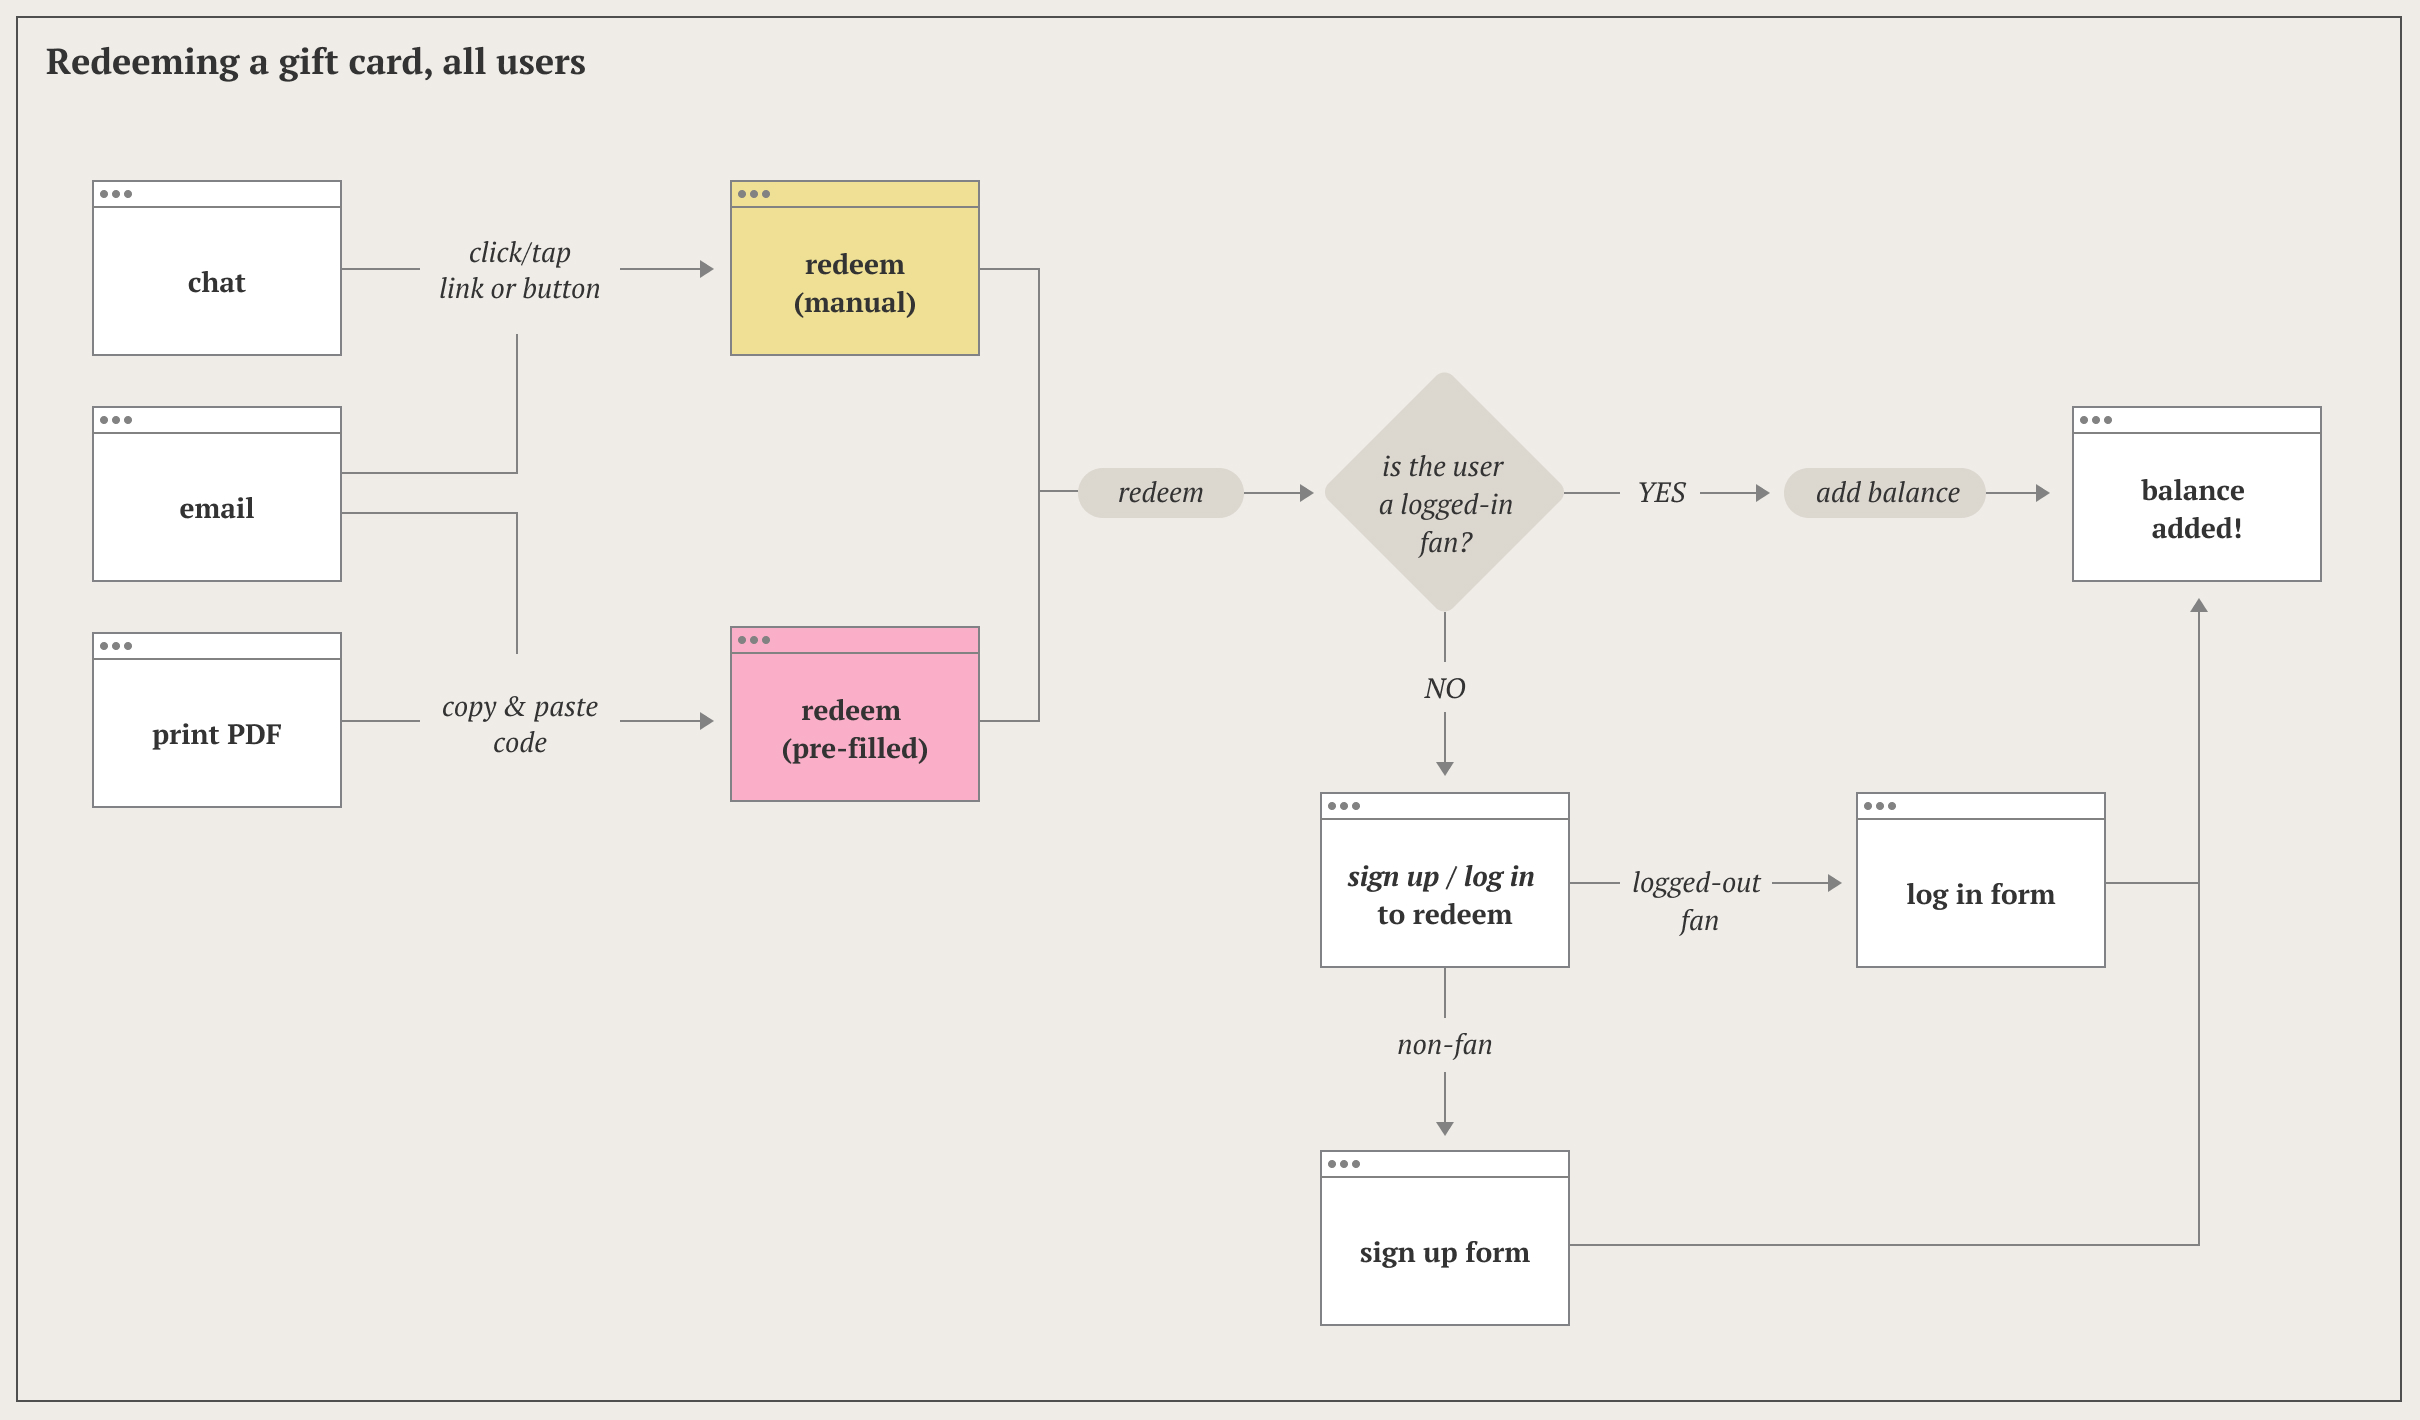 Redeeming a gift card, all users
chat
click/tap
link or button
redeem
(manual)
email
print PDF
copy & paste
code
redeem
(pre-filled)
redeem
is the user
a logged-in
fan?
YES
add balance
balance
added!
NO
sign up / log in
to redeem
logged-out
fan
log in form
non-fan
sign up form